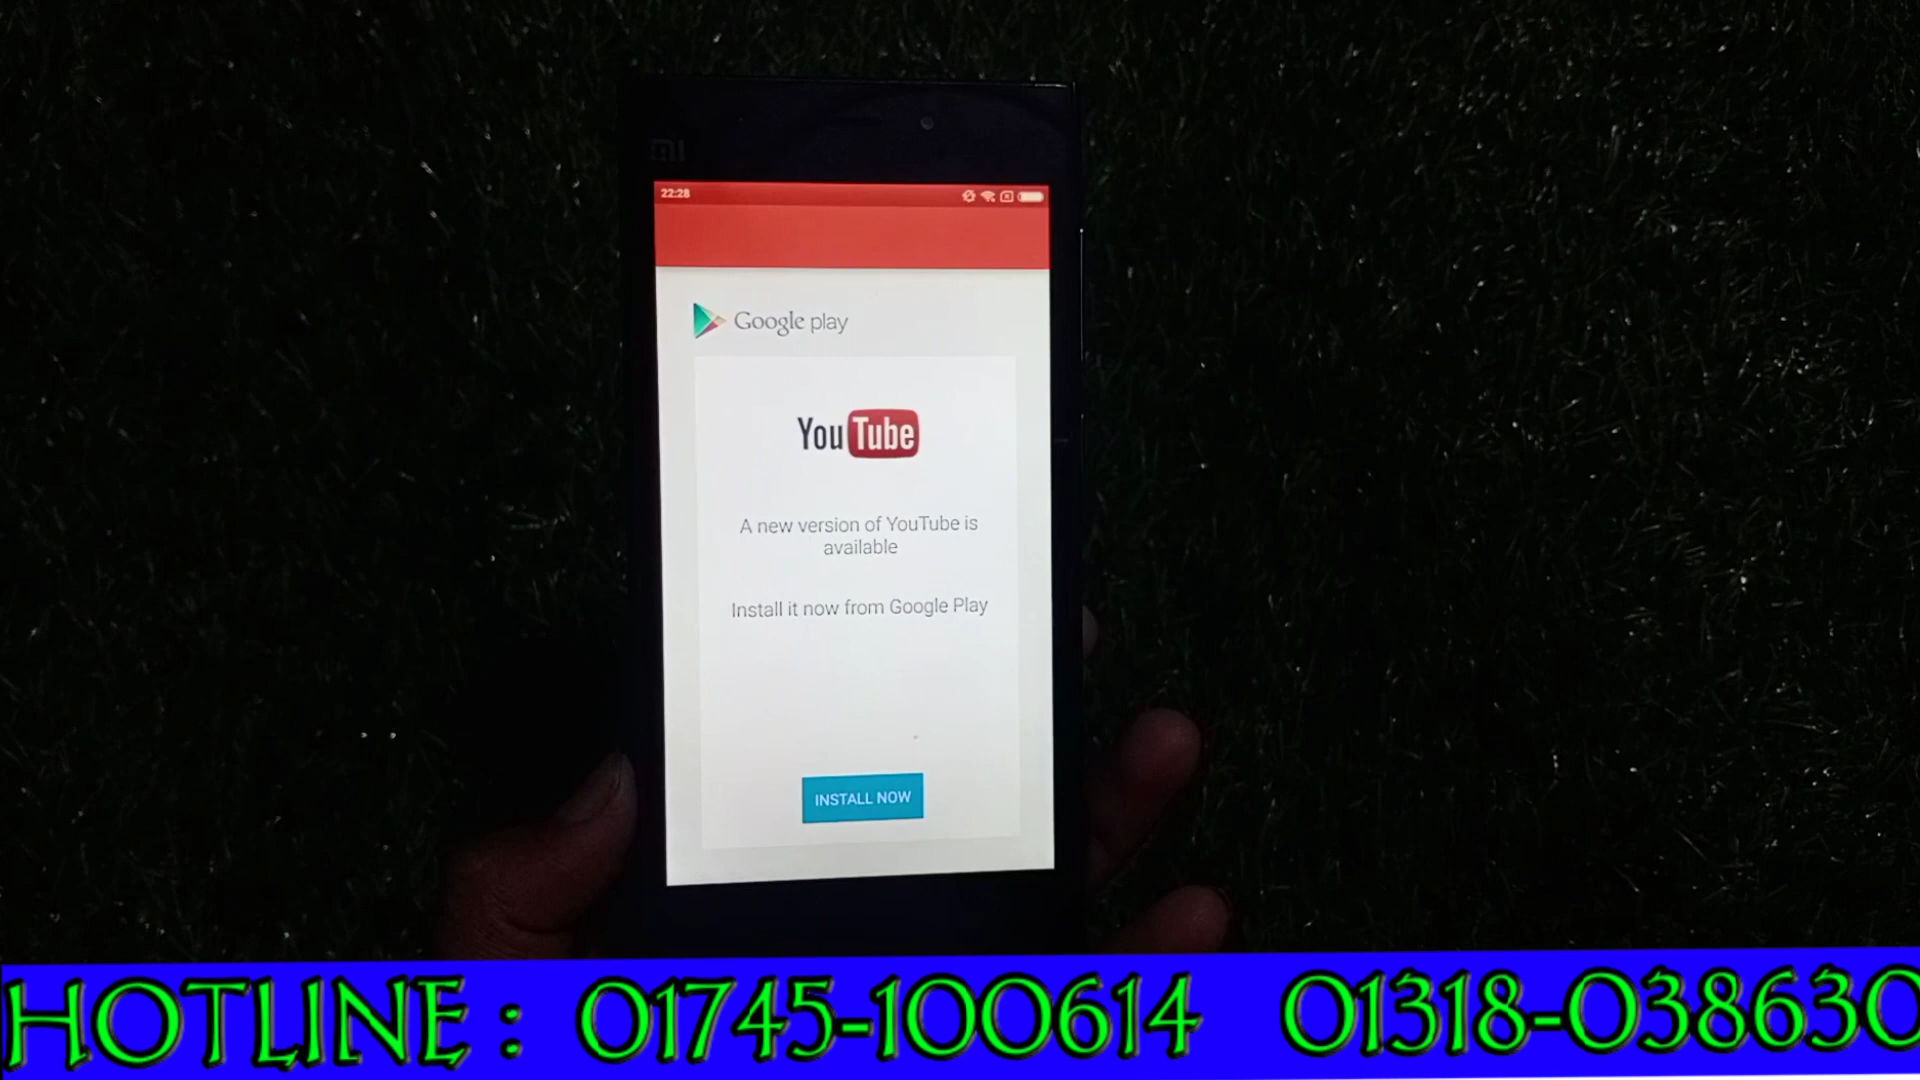 mi
22:28
Google play
YouTube
A new version of YouTube is
available
Install it now from Google Play
INSTALL NOW
HOTLINE : 01745-100614 01318-038630